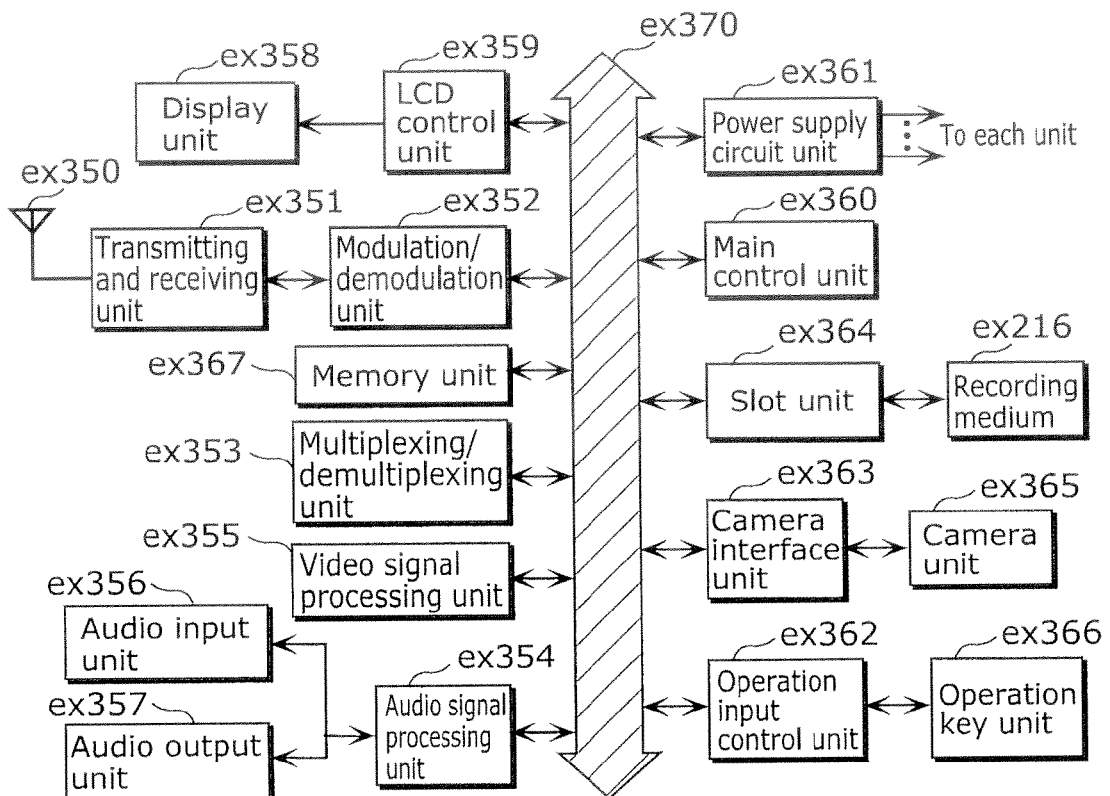 ex370
ex358
ex359
ex361
Display
unit
LCD
control
unit
Power supply
circuit unit
To each unit
ex350
ex351
ex352
ex360
Transmitting
and receiving
unit
Modulation/
demodulation
unit
Main
control unit
ex367
Memory unit
ex364
ex216
Slot unit
Recording
medium
ex353
Multiplexing/
demultiplexing
unit
ex363
ex365
Camera
interface
unit
Camera
unit
ex355
Video signal
processing unit
ex356
Audio input
unit
ex354
ex362
ex366
Audio signal
processing
unit
Operation
input
control unit
Operation
key unit
ex357
Audio output
unit